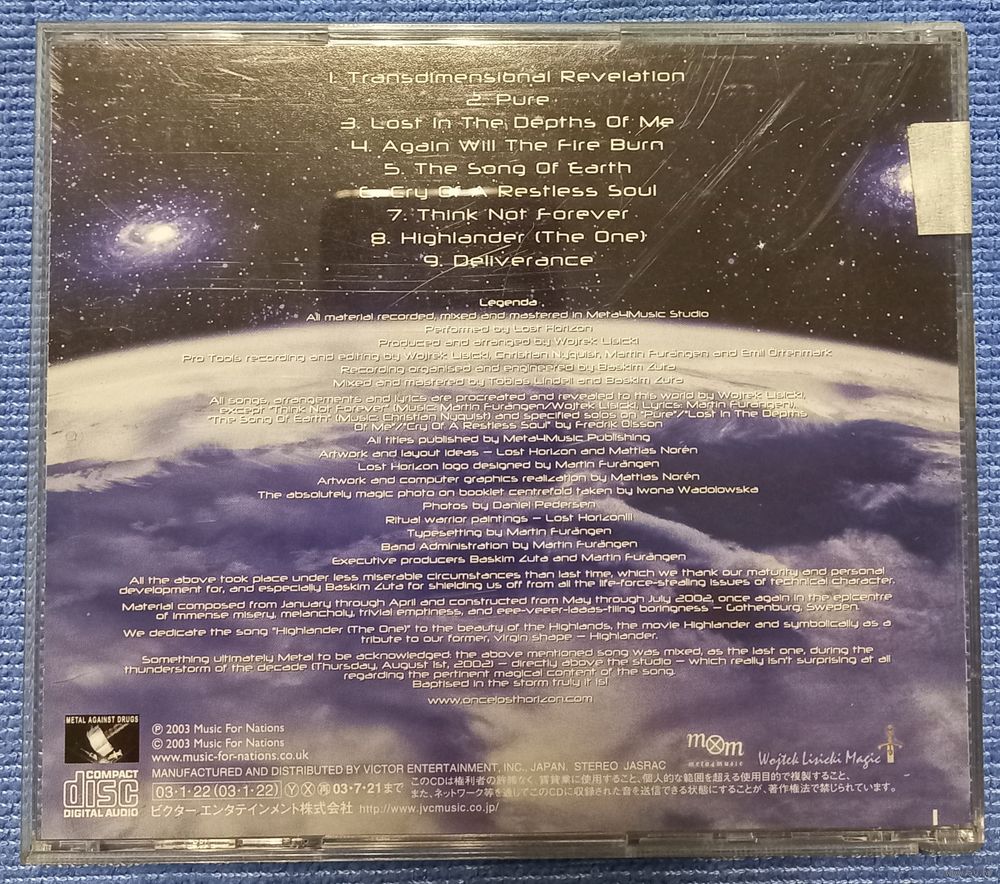 1. Transdimensional Revelation
2. Pure
3. Lost In The Depths Of Me
4. Again Will The Fire Burn
5. The Song Of Earth
6. Cry Of A Restless Soul
7. Think Not Forever
8. Highlander (The One)
9. Deliverance
Legenda
All material recorded, mixed and mastered in Meta4Music Studio
Performed by Lost Horizon
Produced and arranged by Wojtek Lisicki
Pro Tools recording and editing by Wojtek Lisicki, Christian Nyquist, Martin Furängen and Emil Ortenmark
Recording organised and engineered by Baskim Zuta
Mixed and mastered by Tobias Lindell and Baskim Zuta
All songs, arrangements and lyrics are procreated and revealed to this world by Wojtek Lisicki,
except "Think Not Forever" (Music: Martin Furängen/Wojtek Lisicki, Lyrics: Martin Furängen),
"The Song Of Earth" (Music: Christian Nyquist) and specified solos on "Pure"/"Lost In The Depths
Of Me"/"Cry Of A Restless Soul" by Fredrik Olsson
All titles published by Meta4Music Publishing
Artwork and layout ideas – Lost Horizon and Mattias Norén
Lost Horizon logo designed by Martin Furängen
Artwork and computer graphics realization by Mattias Norén
The absolutely magic photo on booklet centrefold taken by Iwona Wadolowska
Photos by Daniel Pedersen
Ritual warrior paintings – Lost Horizon!!!
Typesetting by Martin Furängen
Band Administration by Martin Furängen
Executive producers Baskim Zuta and Martin Furängen
All the above took place under less miserable circumstances than last time, which we thank our maturity and personal
development for, and especially Baskim Zuta for shielding us off from all the life-force-stealing issues of technical character.
Material composed from January through April and constructed from May through July 2002, once again in the epicentre
of immense misery, melancholy, trivial emptiness, and eee-veeer-laaas-tiing boringness – Gothenburg, Sweden.
We dedicate the song "Highlander (The One)" to the beauty of the Highlands, the movie Highlander and symbolically as a
tribute to our former, virgin shape – Highlander.
Something ultimately Metal to be acknowledged: the above mentioned song was mixed, as the last one, during the
thunderstorm of the decade (Thursday, August 1st, 2002) – directly above the studio – which really isn't surprising at all
regarding the pertinent magical content of the song.
Baptised in the storm truly it is!
www.oncelosthorizon.com
METAL AGAINST DRUGS
Ⓟ 2003 Music For Nations
© 2003 Music For Nations
www.music-for-nations.co.uk
m⊗m
meta4music
Wojtek Lisicki Magic
COMPACT
disc
DIGITAL AUDIO
MANUFACTURED AND DISTRIBUTED BY VICTOR ENTERTAINMENT, INC., JAPAN. STEREO JASRAC
03・1・22 (03・1・22) Ⓨ Ⓧ ㊢ 03・7・21まで
ビクター エンタテインメント株式会社 http://www.jvcmusic.co.jp/
このCDは権利者の許諾なく、賃貸業に使用すること、個人的な範囲を超える使用目的で複製すること、
また、ネットワーク等を通じてこのCDに収録された音を送信できる状態にすることが、著作権法で禁じられています。